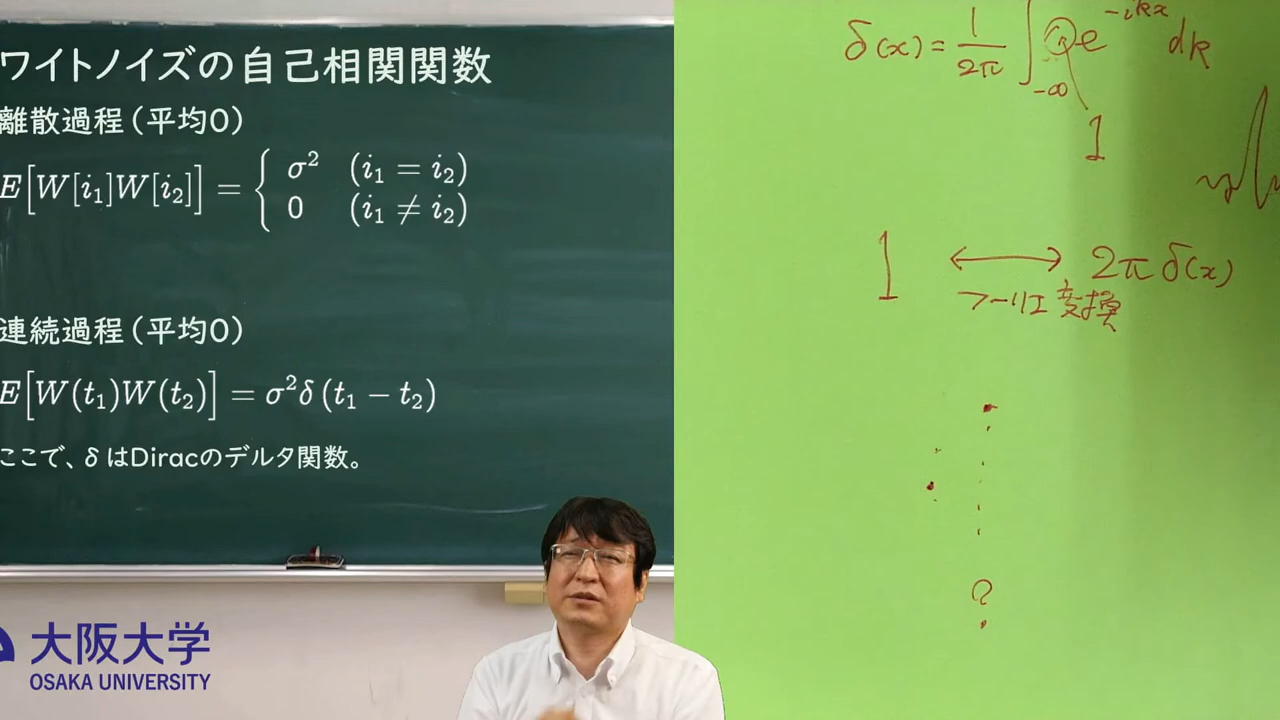 ワイトノイズの自己相関関数
離散過程(平均0)
E[W[i₁]W[i₂]] = { σ² (i₁ = i₂)
0 (i₁ ≠ i₂)
連続過程(平均0)
E[W(t₁)W(t₂)] = σ²δ(t₁ − t₂)
ここで、δ はDiracのデルタ関数。
大阪大学
OSAKA UNIVERSITY
δ(x) = 1/2π ∫−∞ e^−ikx dk
1
1 ⟷ 2π δ(x)
フーリエ変換
?